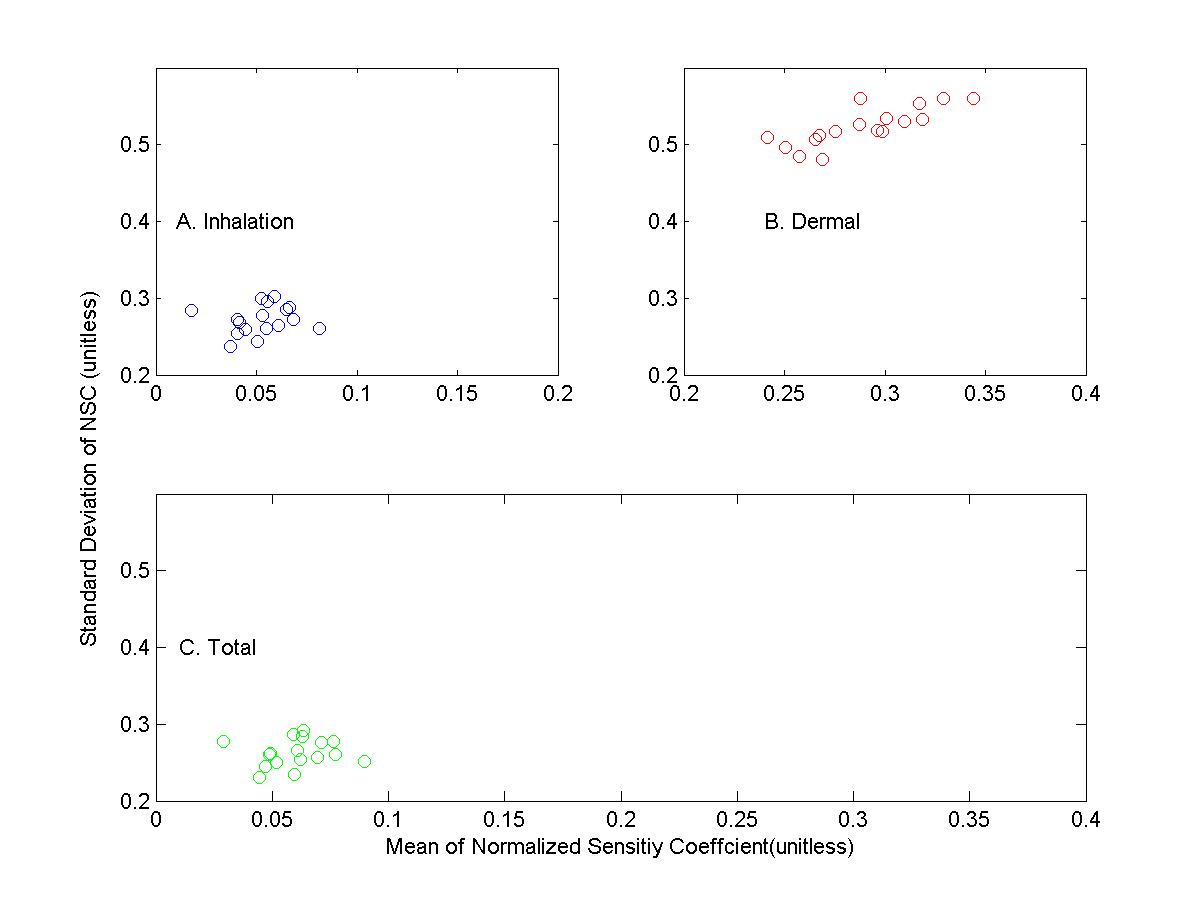 0.5
0.4
0.3
0.2
A. Inhalation
0 0.05 0.1 0.15 0.2
0.5
0.4
0.3
0.2
B. Dermal
0.2 0.25 0.3 0.35 0.4
Standard Deviation of NSC (unitless)
0.5
0.4
0.3
0.2
C. Total
0 0.05 0.1 0.15 0.2 0.25 0.3 0.35 0.4
Mean of Normalized Sensitiy Coeffcient(unitless)